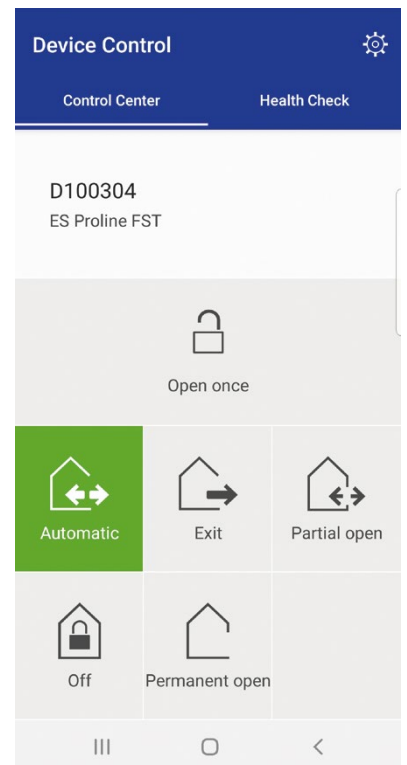 Device Control
Control Center Health Check
D100304
ES Proline FST
Open once
Automatic Exit Partial open
Off Permanent open